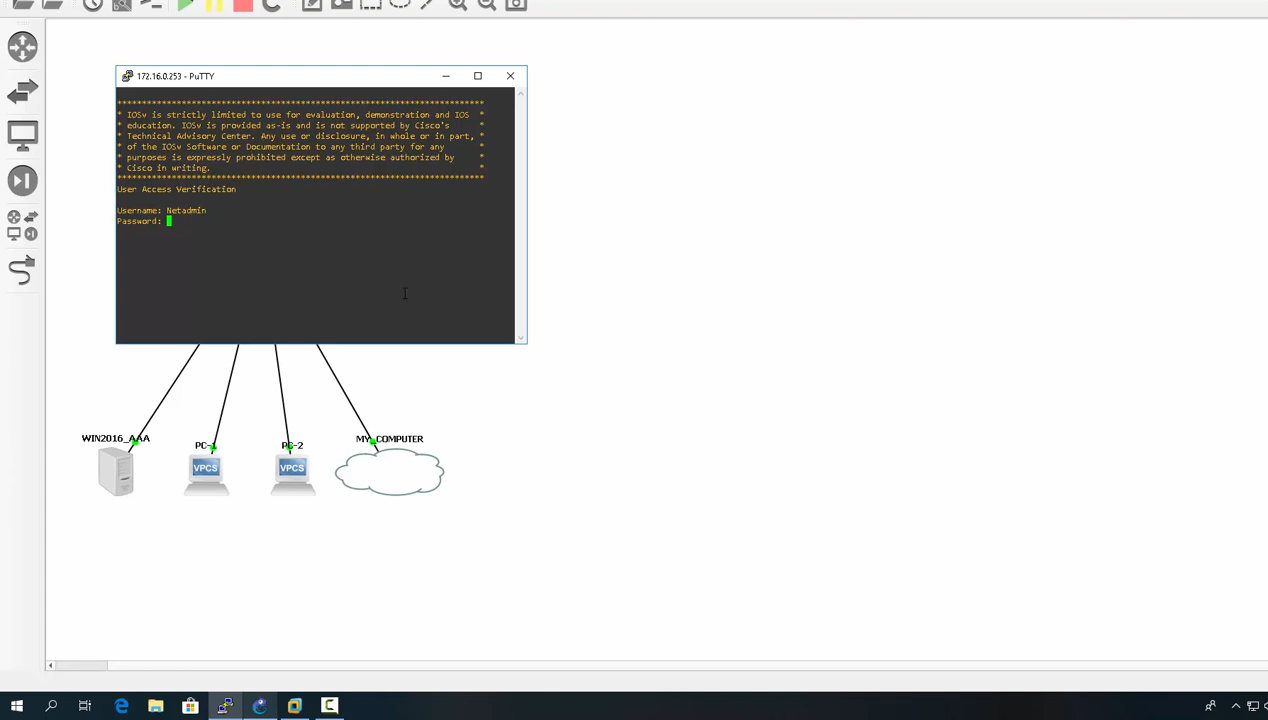 172.16.0.253 - PuTTY
*******************************************************************************
* IOSv is strictly limited to use for evaluation, demonstration and IOS *
* education. IOSv is provided as-is and is not supported by Cisco's *
* Technical Advisory Center. Any use or disclosure, in whole or in part, *
* of the IOSv Software or Documentation to any third party for any *
* purposes is expressly prohibited except as otherwise authorized by *
* Cisco in writing. *
*******************************************************************************
User Access Verification
Username: Netadmin
Password:
WIN2016_AAA
PC-1
PC-2
MY_COMPUTER
VPCS
VPCS